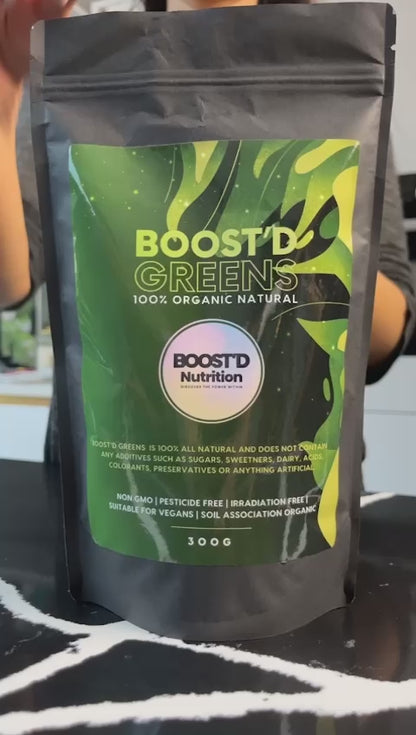 BOOST'D
GREENS
100% ORGANIC NATURAL
BOOST'D
Nutrition
DISCOVER THE POWER WITHIN
BOOST'D GREENS IS 100% ALL NATURAL AND DOES NOT CONTAIN
ANY ADDITIVES SUCH AS SUGARS, SWEETNERS, DAIRY, ACIDS,
COLORANTS, PRESERVATIVES OR ANYTHING ARTIFICIAL.
NON GMO | PESTICIDE FREE | IRRADIATION FREE |
SUITABLE FOR VEGANS | SOIL ASSOCIATION ORGANIC
300G